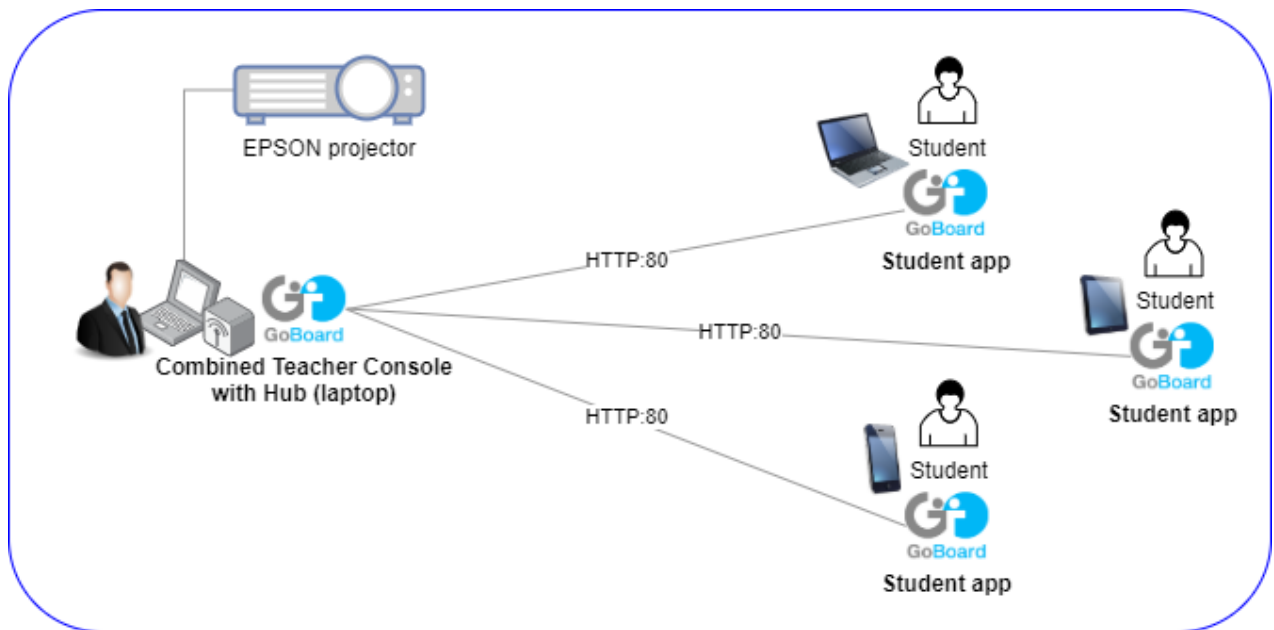 EPSON projector
Student
GoBoard
Student app
HTTP:80
Student
GoBoard
Student app
HTTP:80
GoBoard
Combined Teacher Console
with Hub (laptop)
HTTP:80
Student
GoBoard
Student app